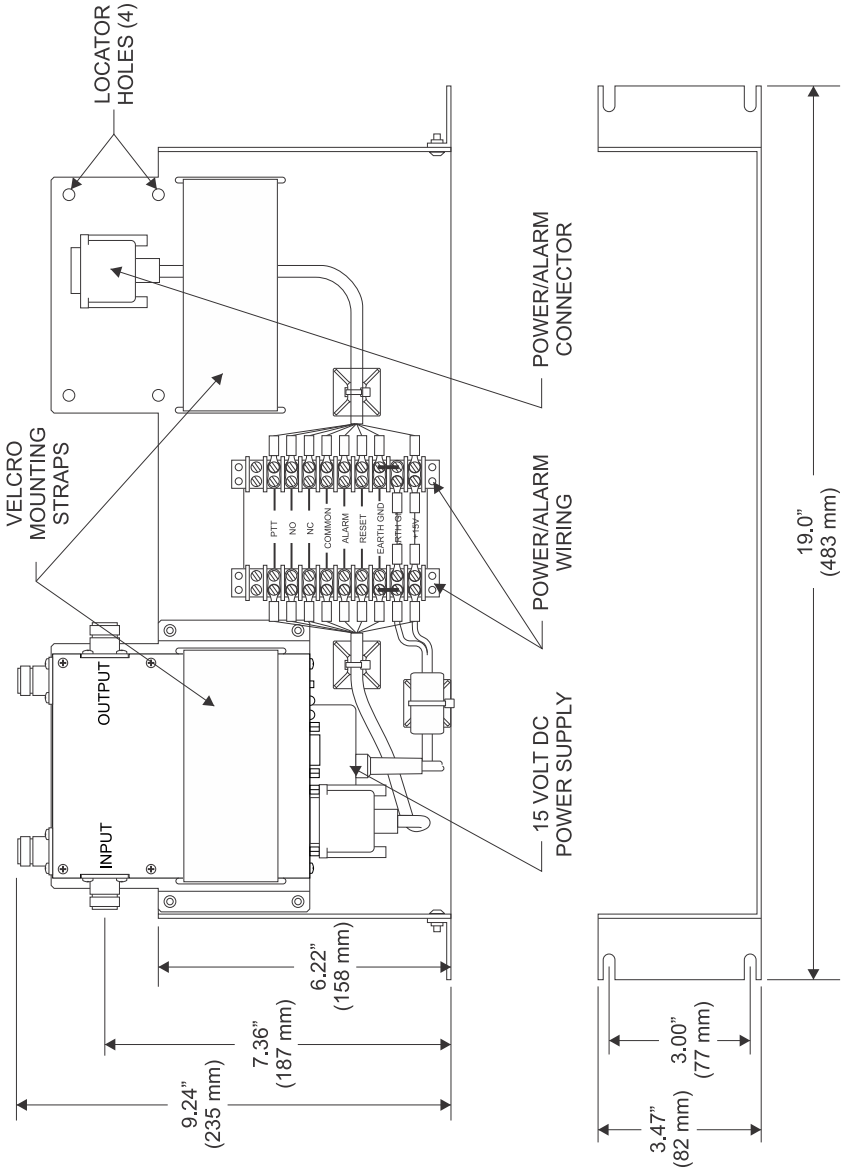 LOCATOR
HOLES (4)
VELCRO
MOUNTING
STRAPS
OUTPUT
INPUT
PTT
NO
NC
COMMON
ALARM
RESET
EARTH GND
RTH G
+15V
POWER/ALARM
CONNECTOR
POWER/ALARM
WIRING
15 VOLT DC
POWER SUPPLY
6.22”
(158 mm)
7.36”
(187 mm)
9.24”
(235 mm)
19.0”
(483 mm)
3.00”
(77 mm)
3.47”
(82 mm)